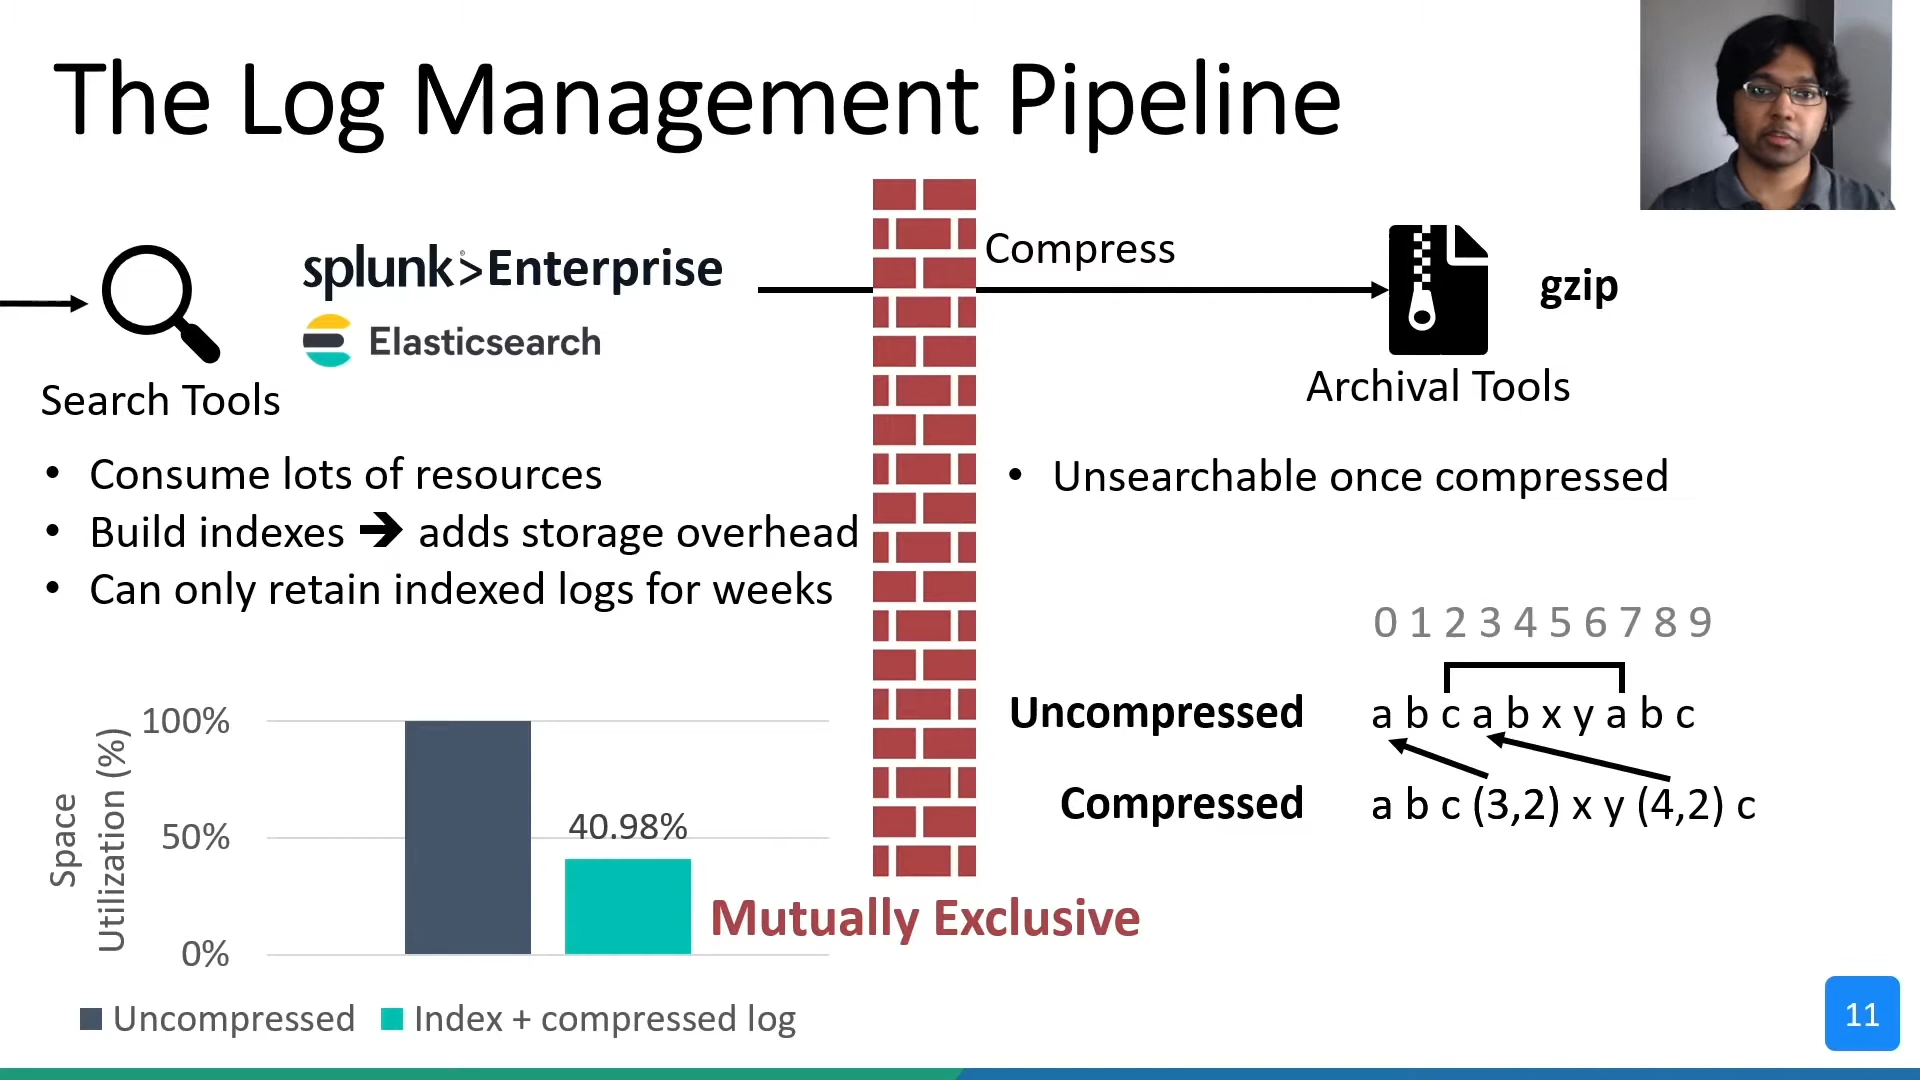 The Log Management Pipeline
splunk>Enterprise
Elasticsearch
Search Tools
• Consume lots of resources
• Build indexes → adds storage overhead
• Can only retain indexed logs for weeks
Space
Utilization (%)
100%
50%
0%
40.98%
Uncompressed
Index + compressed log
Mutually Exclusive
Compress
gzip
Archival Tools
• Unsearchable once compressed
0 1 2 3 4 5 6 7 8 9
Uncompressed a b c a b x y a b c
Compressed a b c (3,2) x y (4,2) c
11